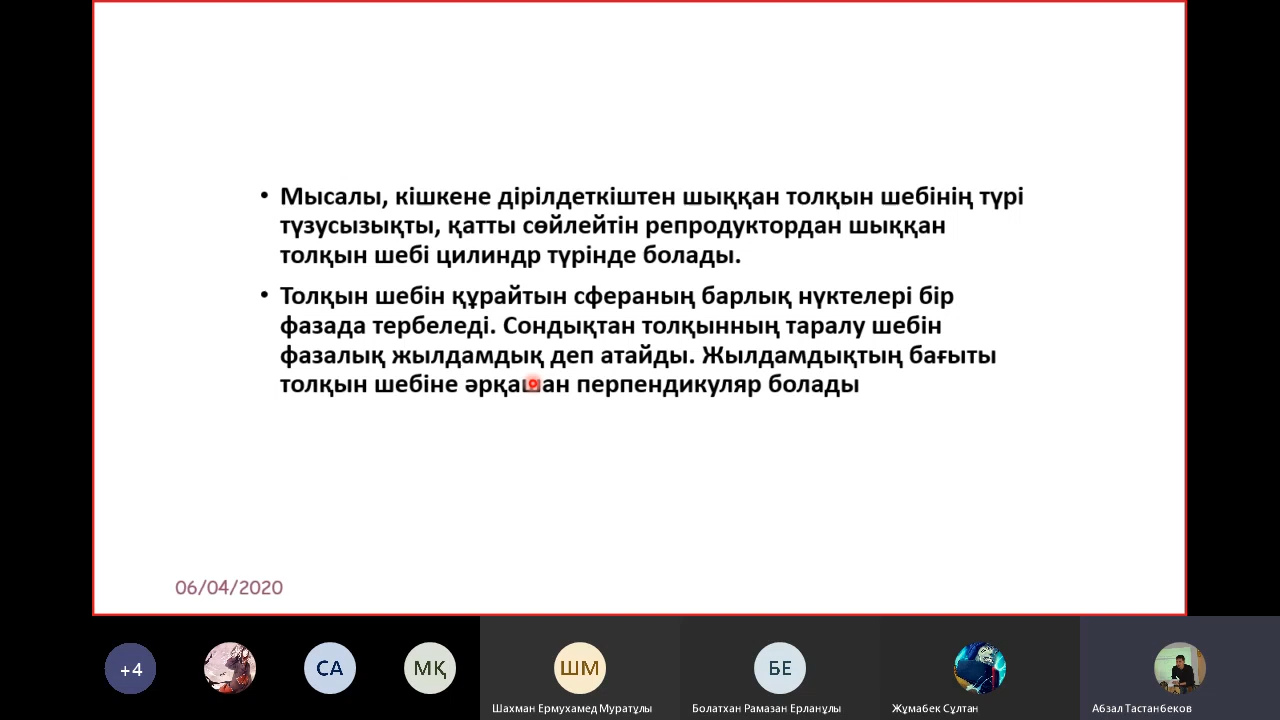 • Мысалы, кішкене дірілдеткіштен шыққан толқын шебінің түрі
түзусызықты, қатты сөйлейтін репродуктордан шыққан
толқын шебі цилиндр түрінде болады.
• Толқын шебін құрайтын сфераның барлық нүктелері бір
фазада тербеледі. Сондықтан толқынның таралу шебін
фазалық жылдамдық деп атайды. Жылдамдықтың бағыты
толқын шебіне әрқашан перпендикуляр болады
06/04/2020
+4
СА
МҚ
ШМ
БЕ
Шахман Ермухамед Муратұлы
Болатхан Рамазан Ерланұлы
Жұмабек Сұлтан
Абзал Тастанбеков